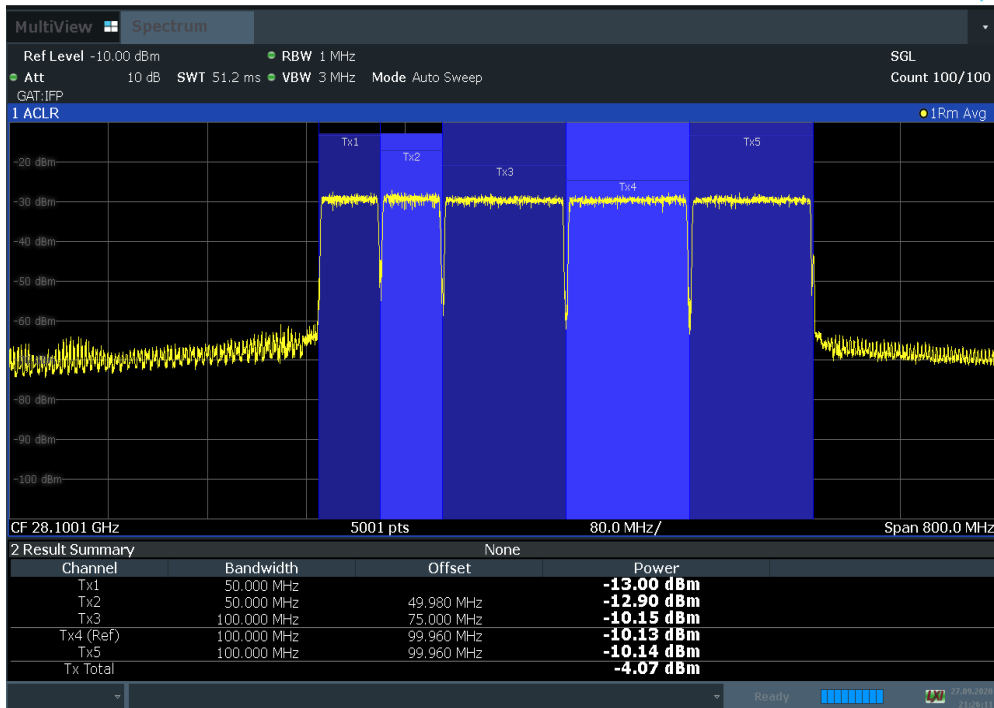 MultiView Spectrum
Ref Level -10.00 dBm RBW 1 MHz SGL
Att 10 dB SWT 51.2 ms VBW 3 MHz Mode Auto Sweep Count 100/100
GAT:IFP
1 ACLR 1Rm Avg
Tx1 Tx5
Tx2
-20 dBm
Tx3
Tx4
-30 dBm
-40 dBm
-50 dBm
-60 dBm
-80 dBm
-90 dBm
-100 dBm
CF 28.1001 GHz 5001 pts 80.0 MHz/ Span 800.0 MHz
2 Result Summary None
Channel Bandwidth Offset Power
Tx1 50.000 MHz -13.00 dBm
Tx2 50.000 MHz 49.980 MHz -12.90 dBm
Tx3 100.000 MHz 75.000 MHz -10.15 dBm
Tx4 (Ref) 100.000 MHz 99.960 MHz -10.13 dBm
Tx5 100.000 MHz 99.960 MHz -10.14 dBm
Tx Total -4.07 dBm
Ready LXI 27.09.2020